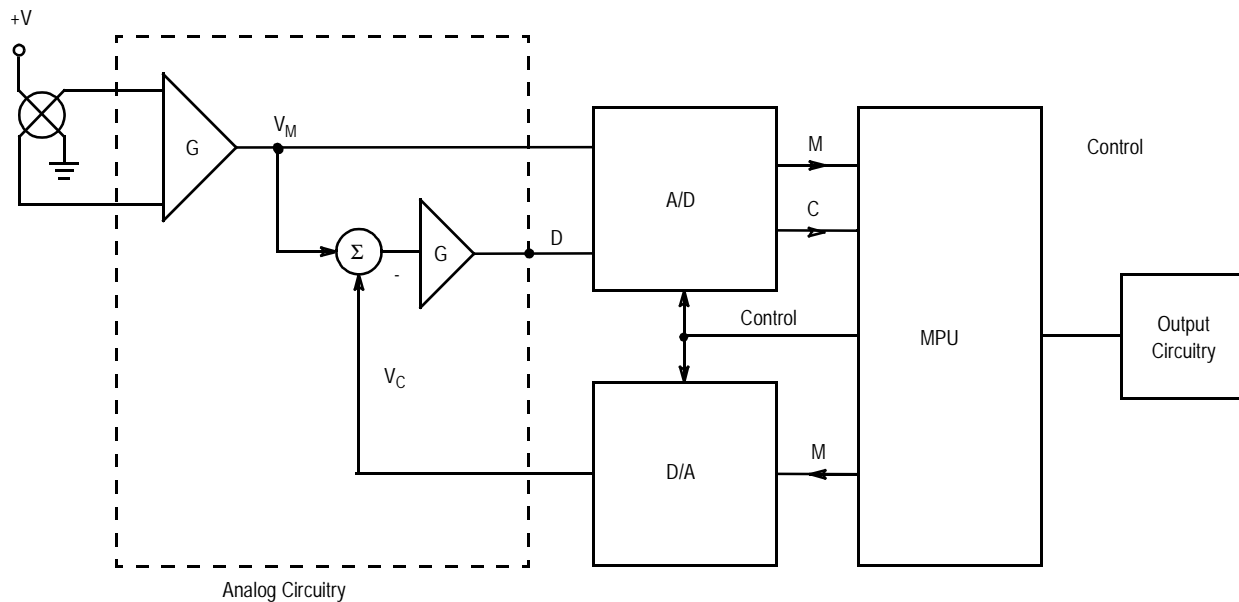 +V
G
V_M
Σ
-
G
D
V_C
Analog Circuitry
A/D
M
C
Control
D/A
M
MPU
Control
Output
Circuitry